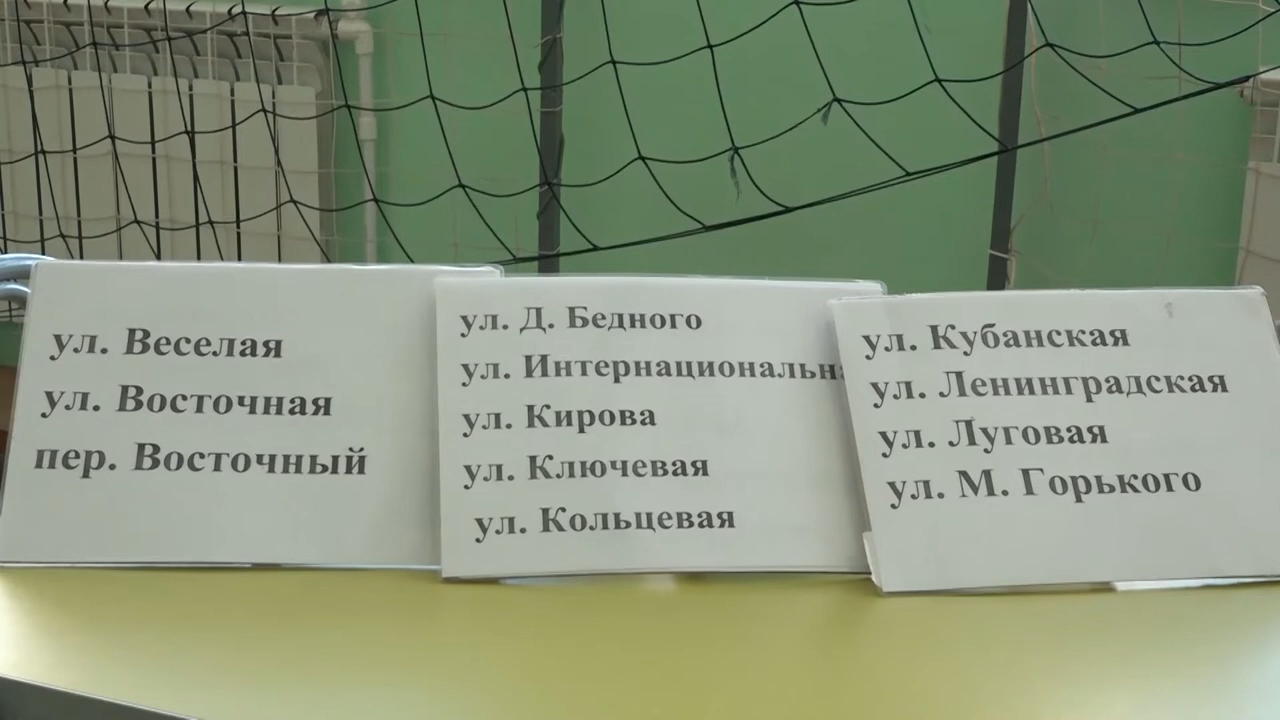 ул. Веселая
ул. Восточная
пер. Восточный
ул. Д. Бедного
ул. Интернациональн
ул. Кирова
ул. Ключевая
ул. Кольцевая
ул. Кубанская
ул. Ленинградская
ул. Луговая
ул. М. Горького